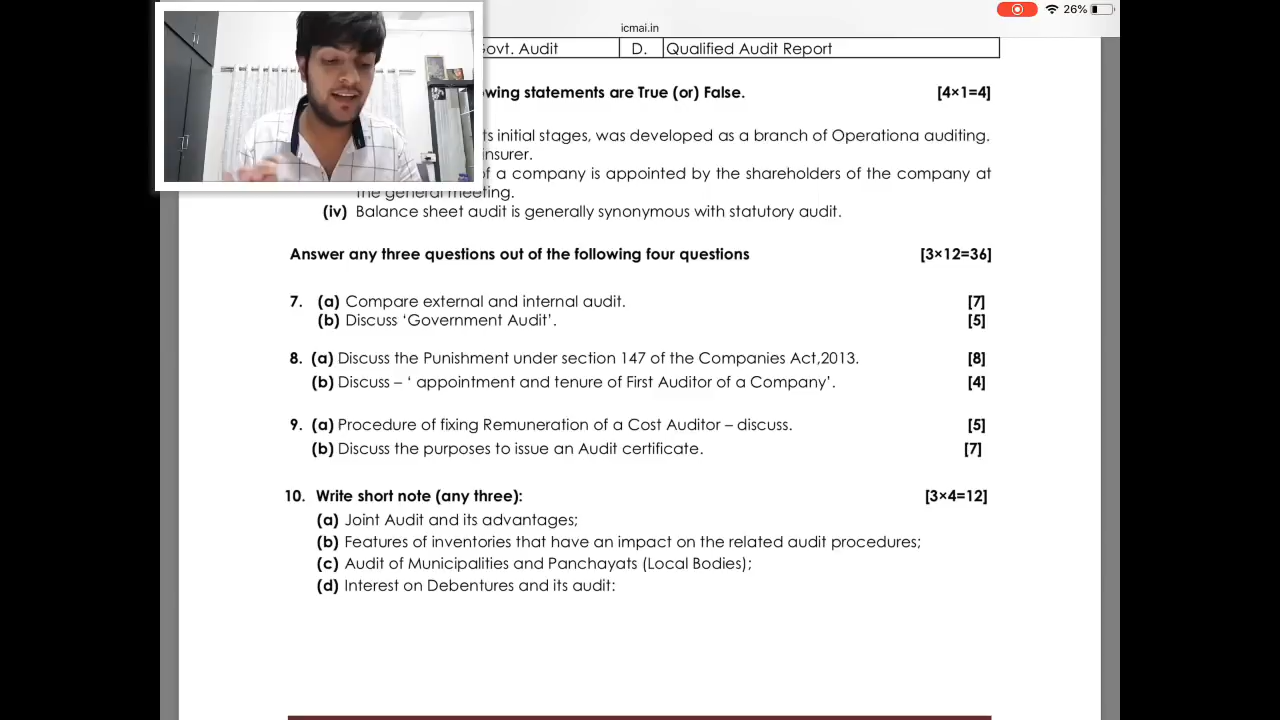 26%
icmai.in
Govt. Audit D. Qualified Audit Report
wing statements are True (or) False. [4×1=4]
ts initial stages, was developed as a branch of Operationa auditing.
insurer.
f a company is appointed by the shareholders of the company at
the general meeting.
(iv) Balance sheet audit is generally synonymous with statutory audit.
Answer any three questions out of the following four questions [3×12=36]
7. (a) Compare external and internal audit. [7]
(b) Discuss ‘Government Audit’. [5]
8. (a) Discuss the Punishment under section 147 of the Companies Act,2013. [8]
(b) Discuss – ‘ appointment and tenure of First Auditor of a Company’. [4]
9. (a) Procedure of fixing Remuneration of a Cost Auditor – discuss. [5]
(b) Discuss the purposes to issue an Audit certificate. [7]
10. Write short note (any three): [3×4=12]
(a) Joint Audit and its advantages;
(b) Features of inventories that have an impact on the related audit procedures;
(c) Audit of Municipalities and Panchayats (Local Bodies);
(d) Interest on Debentures and its audit: